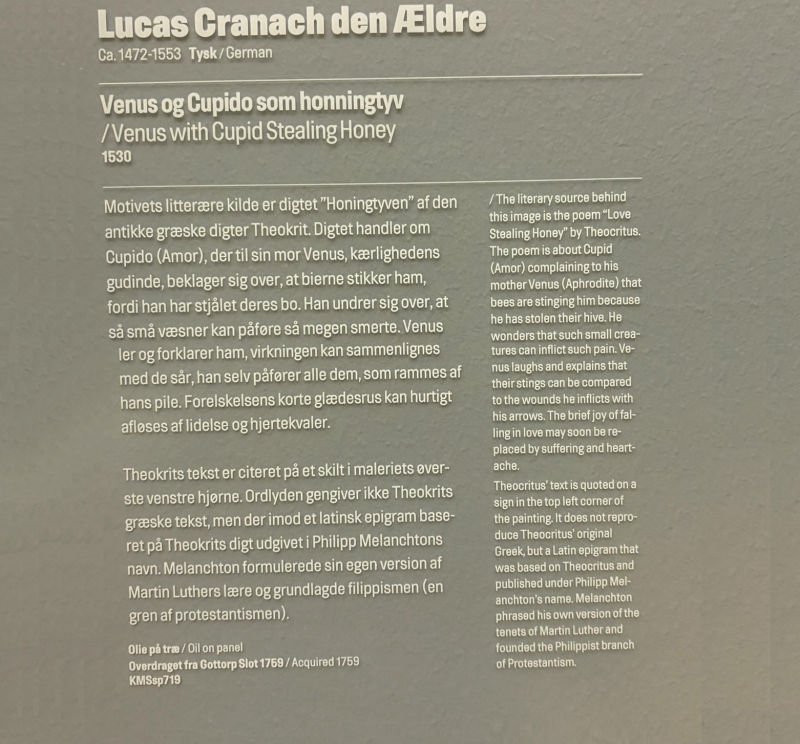 Lucas Cranach den Ældre
Ca. 1472-1553 Tysk / German
Venus og Cupido som honningtyv
/ Venus with Cupid Stealing Honey
1530
Motivets litterære kilde er digtet ”Honingtyven” af den
antikke græske digter Theokrit. Digtet handler om
Cupido (Amor), der til sin mor Venus, kærlighedens
gudinde, beklager sig over, at bierne stikker ham,
fordi han har stjålet deres bo. Han undrer sig over, at
så små væsner kan påføre så megen smerte. Venus
ler og forklarer ham, virkningen kan sammenlignes
med de sår, han selv påfører alle dem, som rammes af
hans pile. Forelskelsens korte glædesrus kan hurtigt
afløses af lidelse og hjertekvaler.
Theokrits tekst er citeret på et skilt i maleriets øver-
ste venstre hjørne. Ordlyden gengiver ikke Theokrits
græske tekst, men der imod et latinsk epigram base-
ret på Theokrits digt udgivet i Philipp Melanchtons
navn. Melanchton formulerede sin egen version af
Martin Luthers lære og grundlagde filippismen (en
gren af protestantismen).
Olie på træ / Oil on panel
Overdraget fra Gottorp Slot 1759 / Acquired 1759
KMSsp719
/ The literary source behind
this image is the poem “Love
Stealing Honey” by Theocritus.
The poem is about Cupid
(Amor) complaining to his
mother Venus (Aphrodite) that
bees are stinging him because
he has stolen their hive. He
wonders that such small crea-
tures can inflict such pain. Ve-
nus laughs and explains that
their stings can be compared
to the wounds he inflicts with
his arrows. The brief joy of fal-
ling in love may soon be re-
placed by suffering and heart-
ache.
Theocritus’ text is quoted on a
sign in the top left corner of
the painting. It does not repro-
duce Theocritus’ original
Greek, but a Latin epigram that
was based on Theocritus and
published under Philipp Mel-
anchton’s name. Melanchton
phrased his own version of the
tenets of Martin Luther and
founded the Philippist branch
of Protestantism.